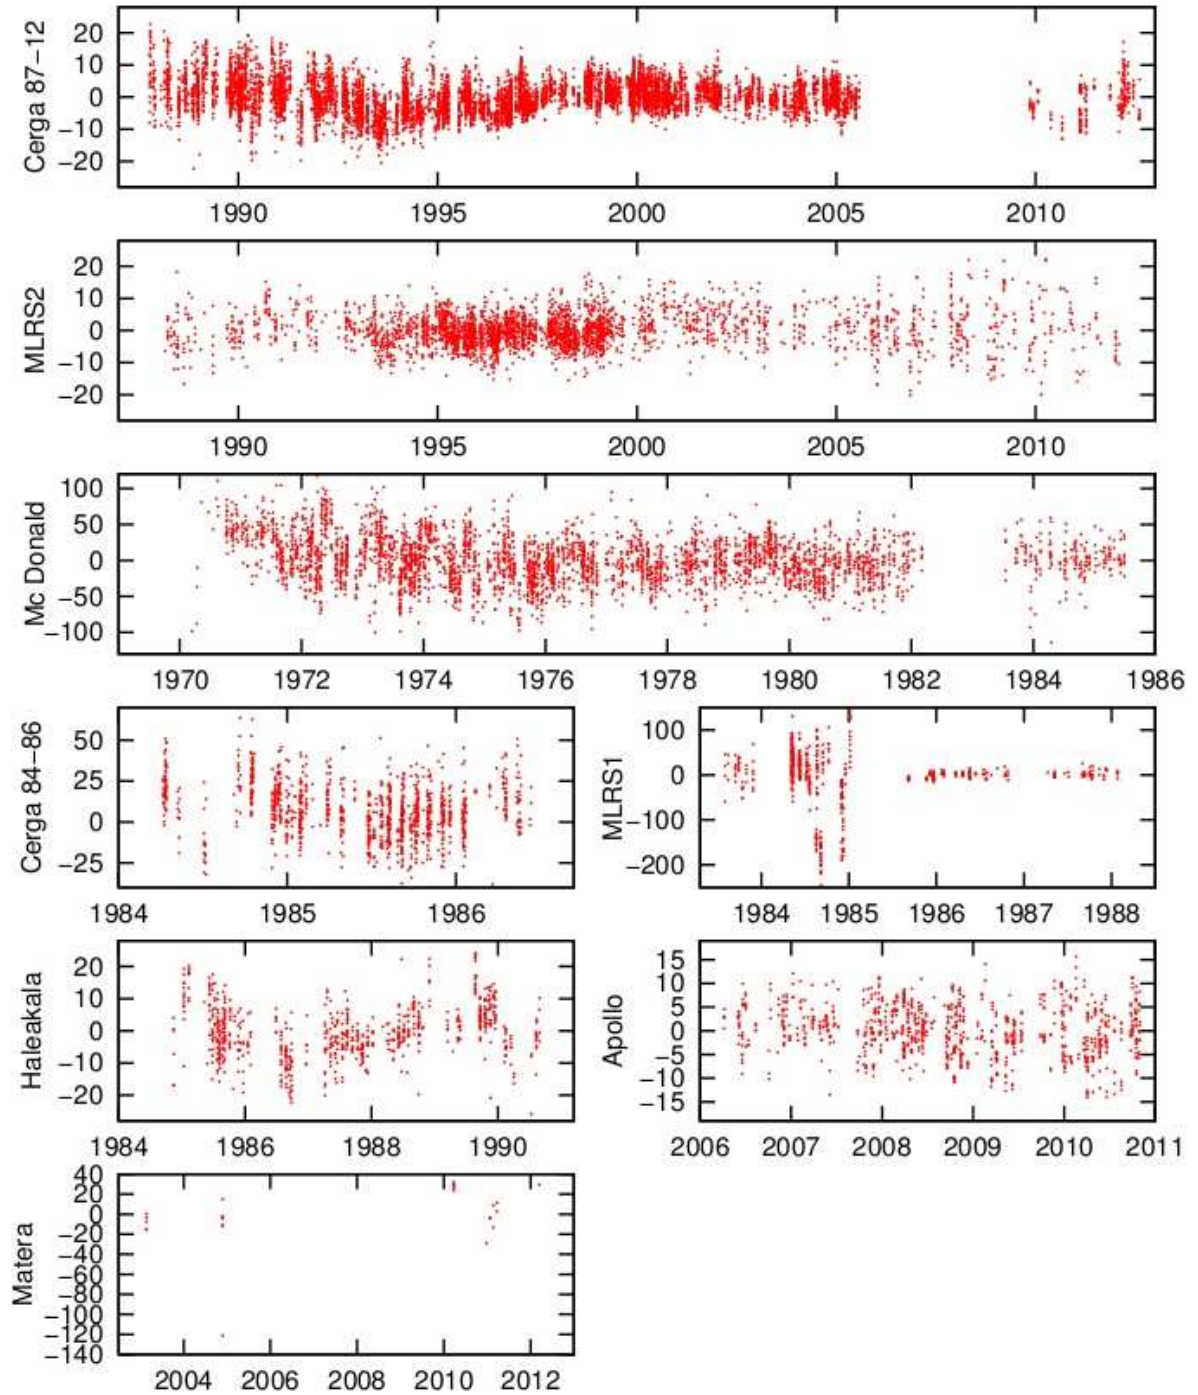 20
10
0
−10
−20
Cerga 87−12
1990 1995 2000 2005 2010
20
10
0
−10
−20
MLRS2
1990 1995 2000 2005 2010
100
50
0
−50
−100
Mc Donald
1970 1972 1974 1976 1978 1980 1982 1984 1986
50
25
0
−25
Cerga 84−86
1984 1985 1986
100
0
−100
−200
MLRS1
1984 1985 1986 1987 1988
20
10
0
−10
−20
Haleakala
1984 1986 1988 1990
15
10
5
0
−5
−10
−15
Apollo
2006 2007 2008 2009 2010 2011
40
20
0
−20
−40
−60
−80
−100
−120
−140
Matera
2004 2006 2008 2010 2012